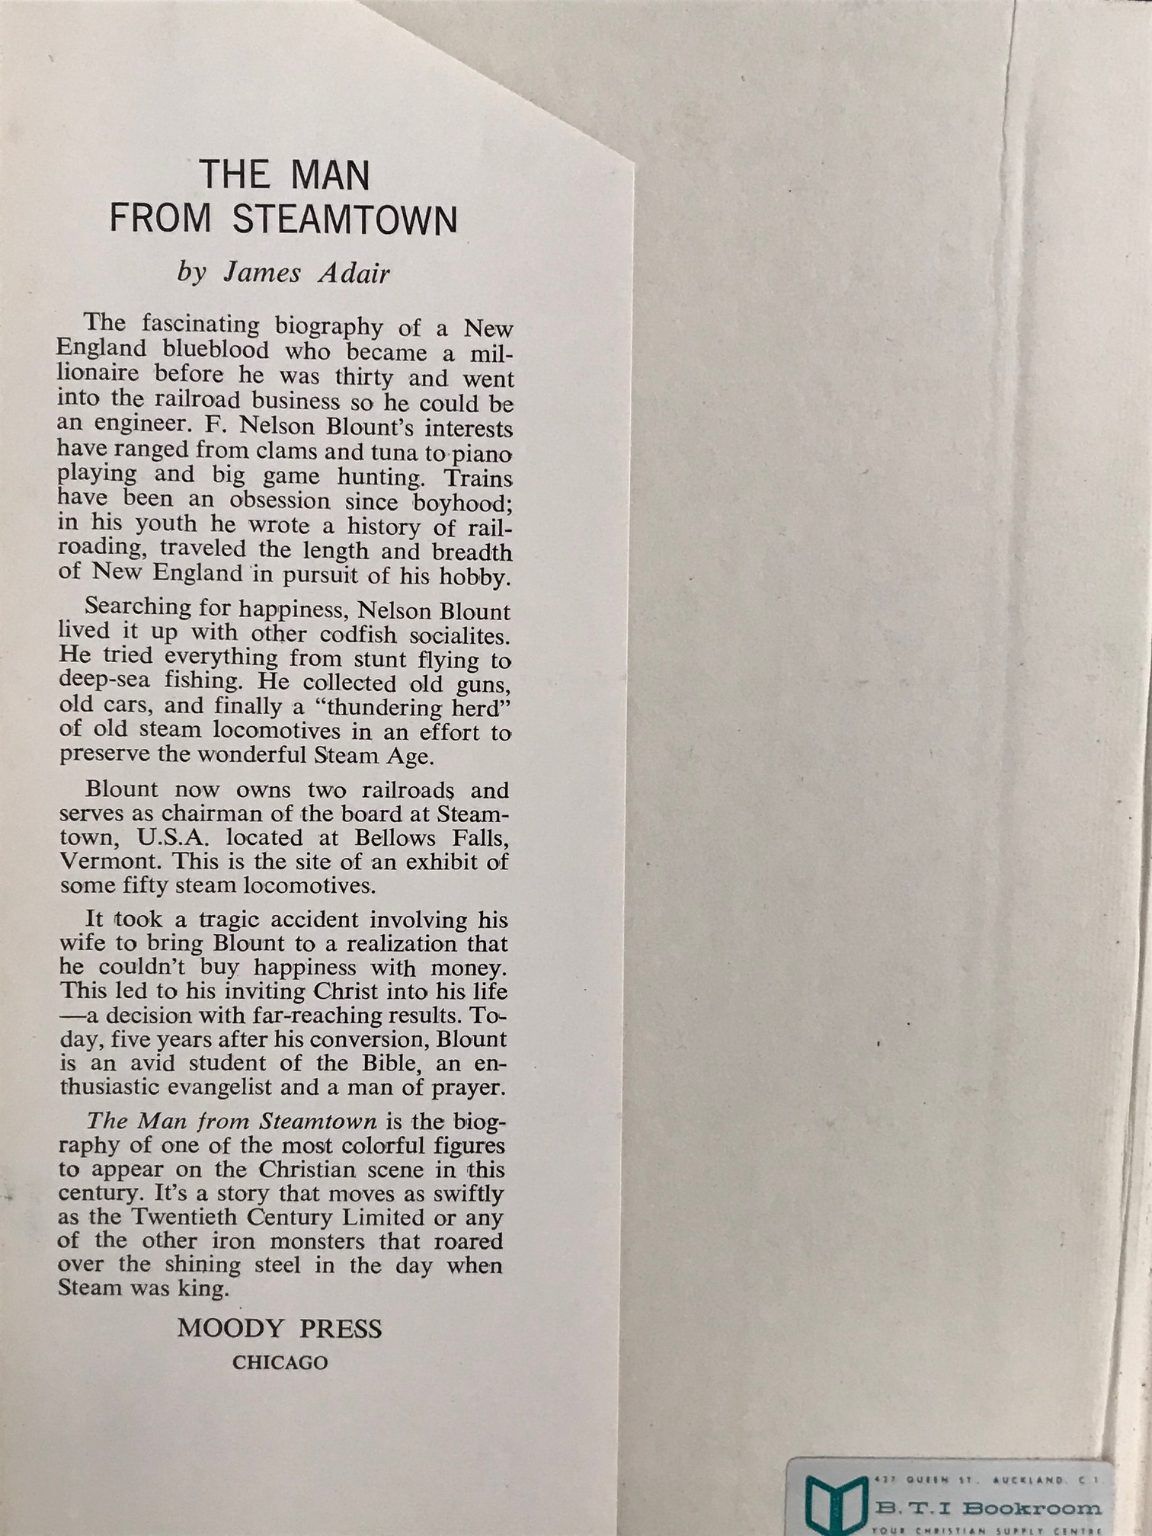 THE MAN
FROM STEAMTOWN
by James Adair
The fascinating biography of a New
England blueblood who became a mil-
lionaire before he was thirty and went
into the railroad business so he could be
an engineer. F. Nelson Blount's interests
have ranged from clams and tuna to piano
playing and big game hunting. Trains
have been an obsession since boyhood;
in his youth he wrote a history of rail-
roading, traveled the length and breadth
of New England in pursuit of his hobby.
Searching for happiness, Nelson Blount
lived it up with other codfish socialites.
He tried everything from stunt flying to
deep-sea fishing. He collected old guns,
old cars, and finally a “thundering herd”
of old steam locomotives in an effort to
preserve the wonderful Steam Age.
Blount now owns two railroads and
serves as chairman of the board at Steam-
town, U.S.A. located at Bellows Falls,
Vermont. This is the site of an exhibit of
some fifty steam locomotives.
It took a tragic accident involving his
wife to bring Blount to a realization that
he couldn't buy happiness with money.
This led to his inviting Christ into his life
—a decision with far-reaching results. To-
day, five years after his conversion, Blount
is an avid student of the Bible, an en-
thusiastic evangelist and a man of prayer.
The Man from Steamtown is the biog-
raphy of one of the most colorful figures
to appear on the Christian scene in this
century. It's a story that moves as swiftly
as the Twentieth Century Limited or any
of the other iron monsters that roared
over the shining steel in the day when
Steam was king.
MOODY PRESS
CHICAGO
427 QUEEN ST. AUCKLAND. C 1.
B.T.I Bookroom
YOUR CHRISTIAN SUPPLY CENTRE